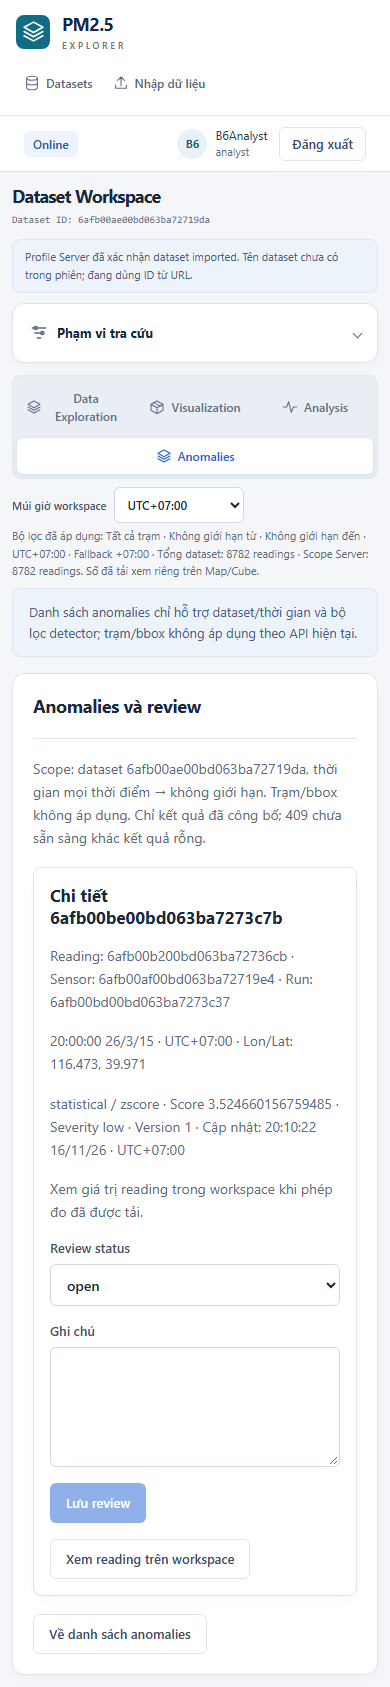 PM2.5
EXPLORER
Datasets
Nhập dữ liệu
Online
B6
B6Analyst
analyst
Đăng xuất
Dataset Workspace
Dataset ID: 6afb00ae00bd063ba72719da
Profile Server đã xác nhận dataset imported. Tên dataset chưa có
trong phiên; đang dùng ID từ URL.
Phạm vi tra cứu
Data
Exploration
Visualization
Analysis
Anomalies
Múi giờ workspace
UTC+07:00
Bộ lọc đã áp dụng: Tất cả trạm · Không giới hạn từ · Không giới hạn đến ·
UTC+07:00 · Fallback +07:00 · Tổng dataset: 8782 readings · Scope Server:
8782 readings. Số đã tải xem riêng trên Map/Cube.
Danh sách anomalies chỉ hỗ trợ dataset/thời gian và bộ
lọc detector; trạm/bbox không áp dụng theo API hiện tại.
Anomalies và review
Scope: dataset 6afb00ae00bd063ba72719da, thời
gian mọi thời điểm → không giới hạn. Trạm/bbox
không áp dụng. Chỉ kết quả đã công bố; 409 chưa
sẵn sàng khác kết quả rỗng.
Chi tiết
6afb00be00bd063ba7273c7b
Reading: 6afb00b200bd063ba72736cb ·
Sensor: 6afb00af00bd063ba72719e4 · Run:
6afb00bd00bd063ba7273c37
20:00:00 26/3/15 · UTC+07:00 · Lon/Lat:
116.473, 39.971
statistical / zscore · Score 3.524660156759485 ·
Severity low · Version 1 · Cập nhật: 20:10:22
16/11/26 · UTC+07:00
Xem giá trị reading trong workspace khi phép
đo đã được tải.
Review status
open
Ghi chú
Lưu review
Xem reading trên workspace
Về danh sách anomalies